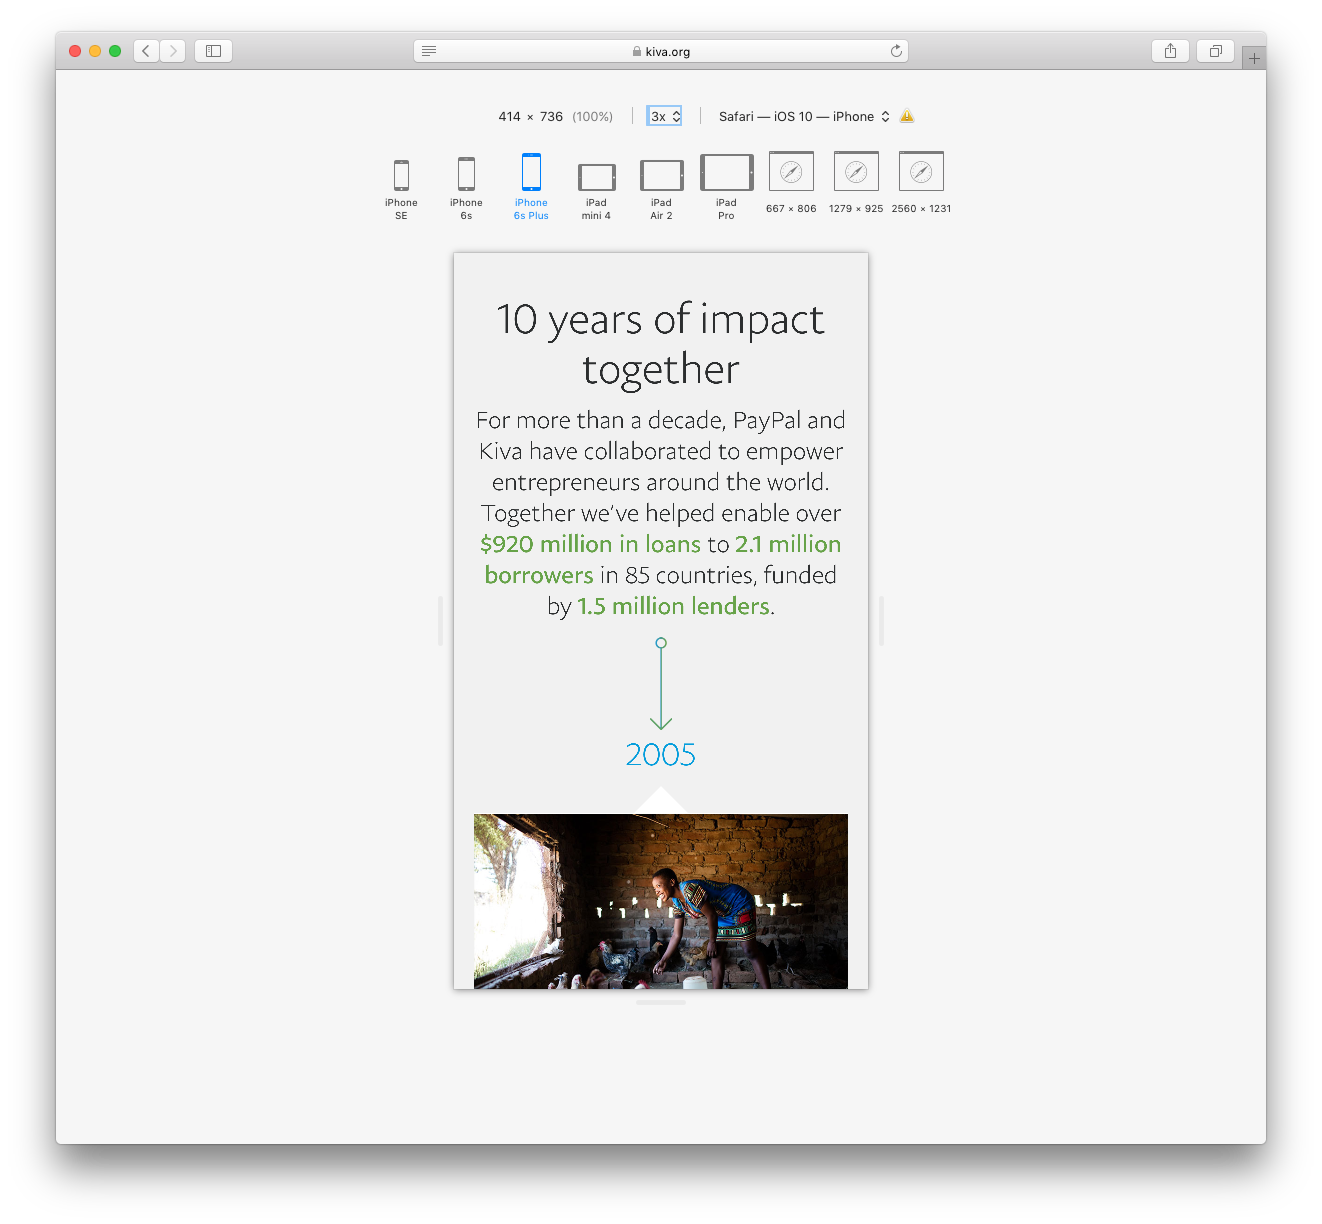 kiva.org
414 × 736 (100%) 3x Safari — iOS 10 — iPhone
iPhone SE
iPhone 6s
iPhone 6s Plus
iPad mini 4
iPad Air 2
iPad Pro
667 × 806
1279 × 925
2560 × 1231
10 years of impact
together
For more than a decade, PayPal and
Kiva have collaborated to empower
entrepreneurs around the world.
Together we've helped enable over
$920 million in loans to 2.1 million
borrowers in 85 countries, funded
by 1.5 million lenders.
2005